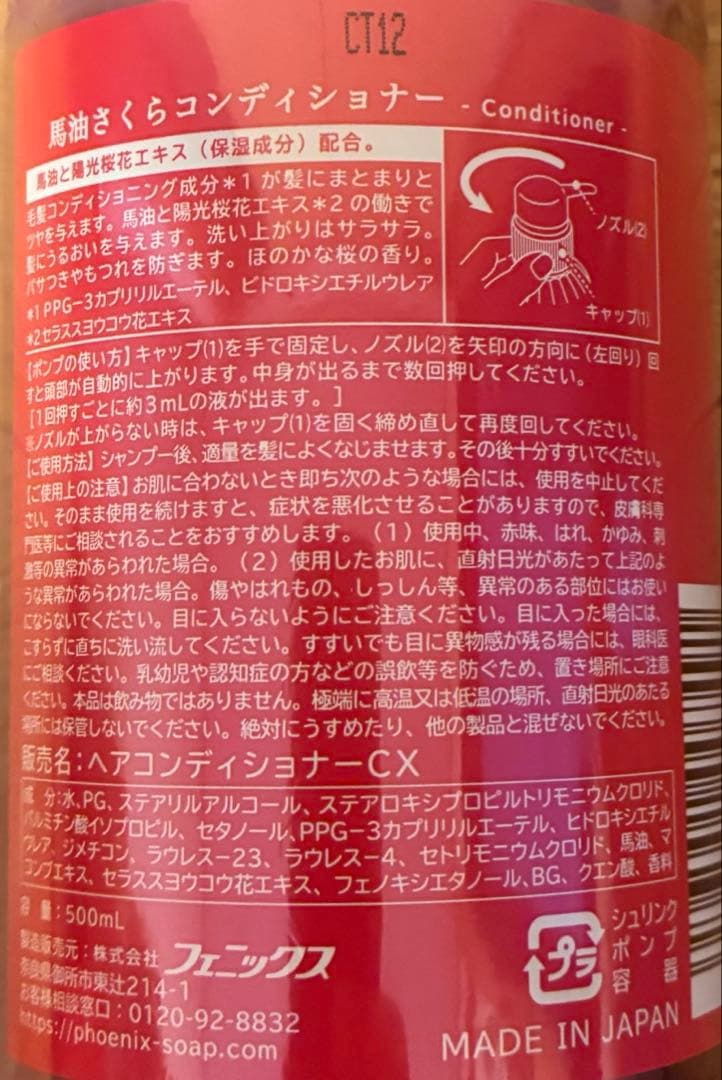 CT12
馬油さくらコンディショナー - Conditioner -
馬油と陽光桜花エキス（保湿成分）配合。
毛髪コンディショニング成分＊1が髪にまとまりと
ツヤを与えます。馬油と陽光桜花エキス＊2の働きで
髪にうるおいを与えます。洗い上がりはサラサラ。
パサつきやもつれを防ぎます。ほのかな桜の香り。
＊1 PPG-3カプリリルエーテル、ヒドロキシエチルウレア
＊2 セラススヨウコウ花エキス
ノズル(2)
キャップ(1)
【ポンプの使い方】キャップ(1)を手で固定し、ノズル(2)を矢印の方向に（左回り）回
すと頭部が自動的に上がります。中身が出るまで数回押してください。
［1回押すごとに約3mLの液が出ます。］
※ノズルが上がらない時は、キャップ(1)を固く締め直して再度回してください。
【ご使用方法】シャンプー後、適量を髪によくなじませます。その後十分すすいでください。
【ご使用上の注意】お肌に合わないとき即ち次のような場合には、使用を中止してくだ
さい。そのまま使用を続けますと、症状を悪化させることがありますので、皮膚科専
門医等にご相談されることをおすすめします。（1）使用中、赤味、はれ、かゆみ、刺
激等の異常があらわれた場合。（2）使用したお肌に、直射日光があたって上記のよ
うな異常があらわれた場合。傷やはれもの、しっしん等、異常のある部位にはお使い
にならないでください。目に入らないようにご注意ください。目に入った場合には、
こすらずに直ちに洗い流してください。すすいでも目に異物感が残る場合には、眼科医
にご相談ください。乳幼児や認知症の方などの誤飲等を防ぐため、置き場所にご注意
ください。本品は飲み物ではありません。極端に高温又は低温の場所、直射日光のあたる
場所には保管しないでください。絶対にうすめたり、他の製品と混ぜないでください。
販売名：ヘアコンディショナーCX
成 分：水、PG、ステアリルアルコール、ステアロキシプロピルトリモニウムクロリド、
パルミチン酸イソプロピル、セタノール、PPG-3カプリリルエーテル、ヒドロキシエチル
ウレア、ジメチコン、ラウレス-23、ラウレス-4、セトリモニウムクロリド、馬油、マ
コンブエキス、セラススヨウコウ花エキス、フェノキシエタノール、BG、クエン酸、香料
容 量：500mL
製造販売元：株式会社 フェニックス
奈良県御所市東辻214-1
お客様相談窓口：0120-92-8832
https://phoenix-soap.com
プラ
シュリンク
ポンプ
容器
MADE IN JAPAN